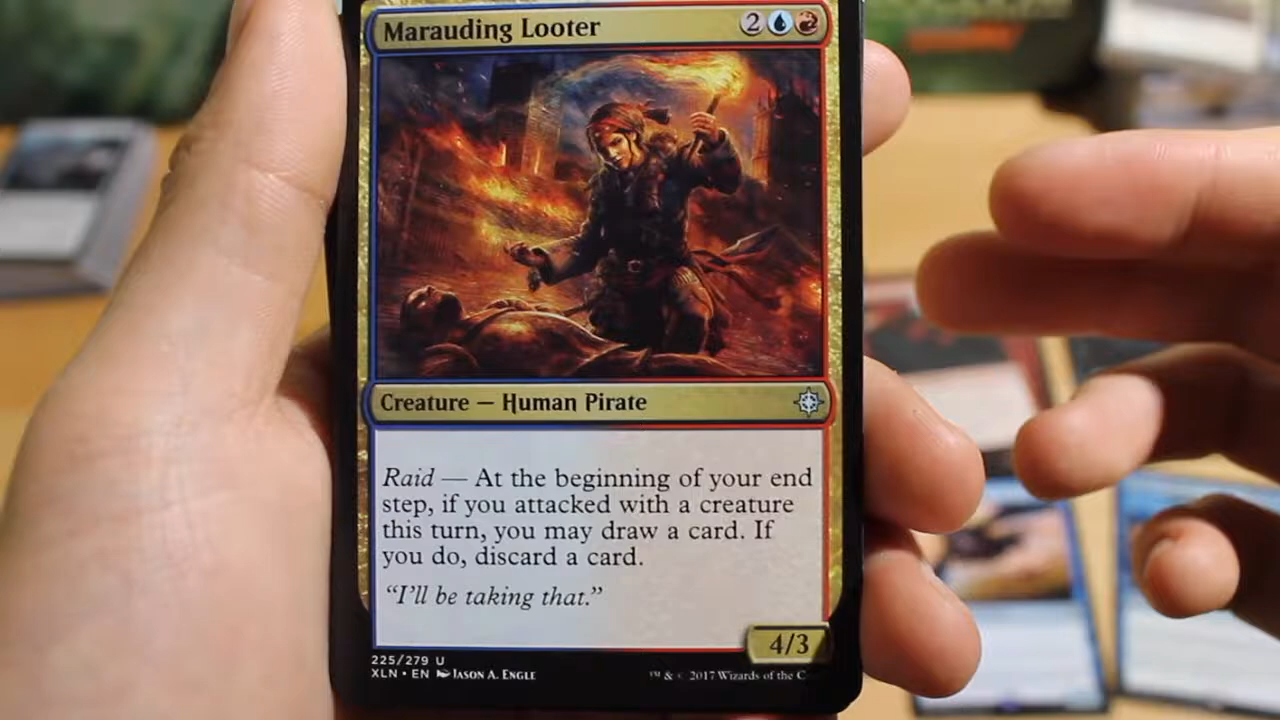 Marauding Looter 2
Creature — Human Pirate
Raid — At the beginning of your end
step, if you attacked with a creature
this turn, you may draw a card. If
you do, discard a card.
“I'll be taking that.”
4/3
225/279 U
XLN • EN JASON A. ENGLE
™ & © 2017 Wizards of the C